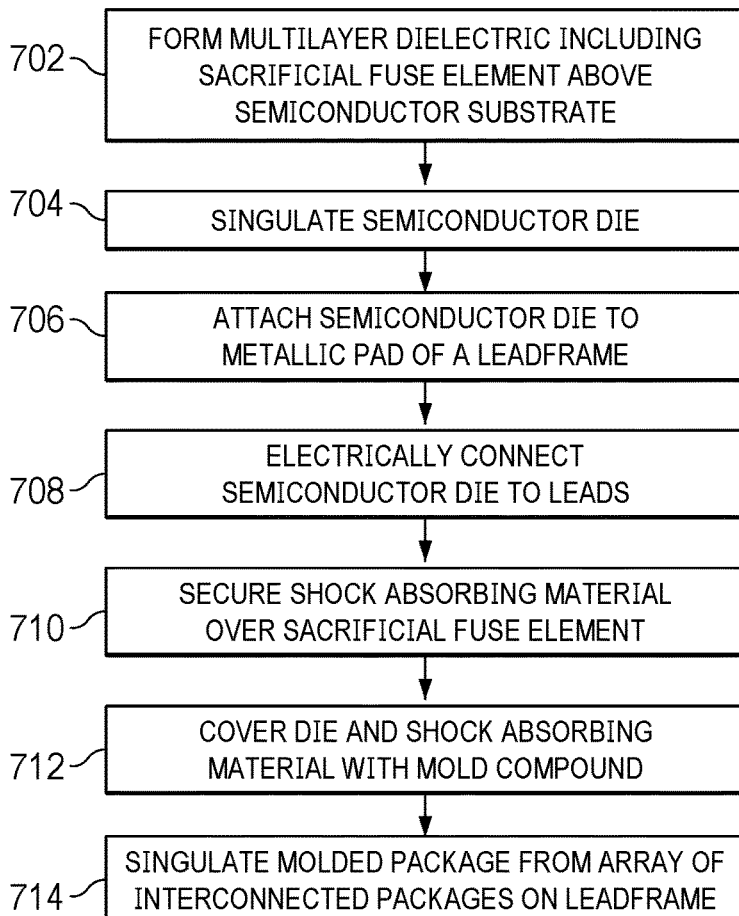 702
FORM MULTILAYER DIELECTRIC INCLUDING
SACRIFICIAL FUSE ELEMENT ABOVE
SEMICONDUCTOR SUBSTRATE
704
SINGULATE SEMICONDUCTOR DIE
706
ATTACH SEMICONDUCTOR DIE TO
METALLIC PAD OF A LEADFRAME
708
ELECTRICALLY CONNECT
SEMICONDUCTOR DIE TO LEADS
710
SECURE SHOCK ABSORBING MATERIAL
OVER SACRIFICIAL FUSE ELEMENT
712
COVER DIE AND SHOCK ABSORBING
MATERIAL WITH MOLD COMPOUND
714
SINGULATE MOLDED PACKAGE FROM ARRAY OF
INTERCONNECTED PACKAGES ON LEADFRAME